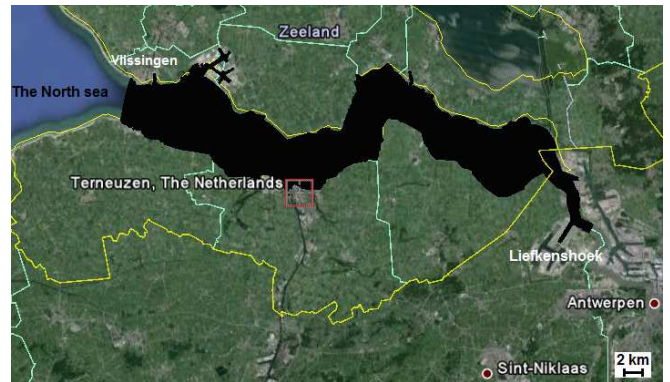 Zeeland
Vlissingen
The North sea
Terneuzen, The Netherlands
Liefkenshoek
Antwerpen
Sint-Niklaas
2 km